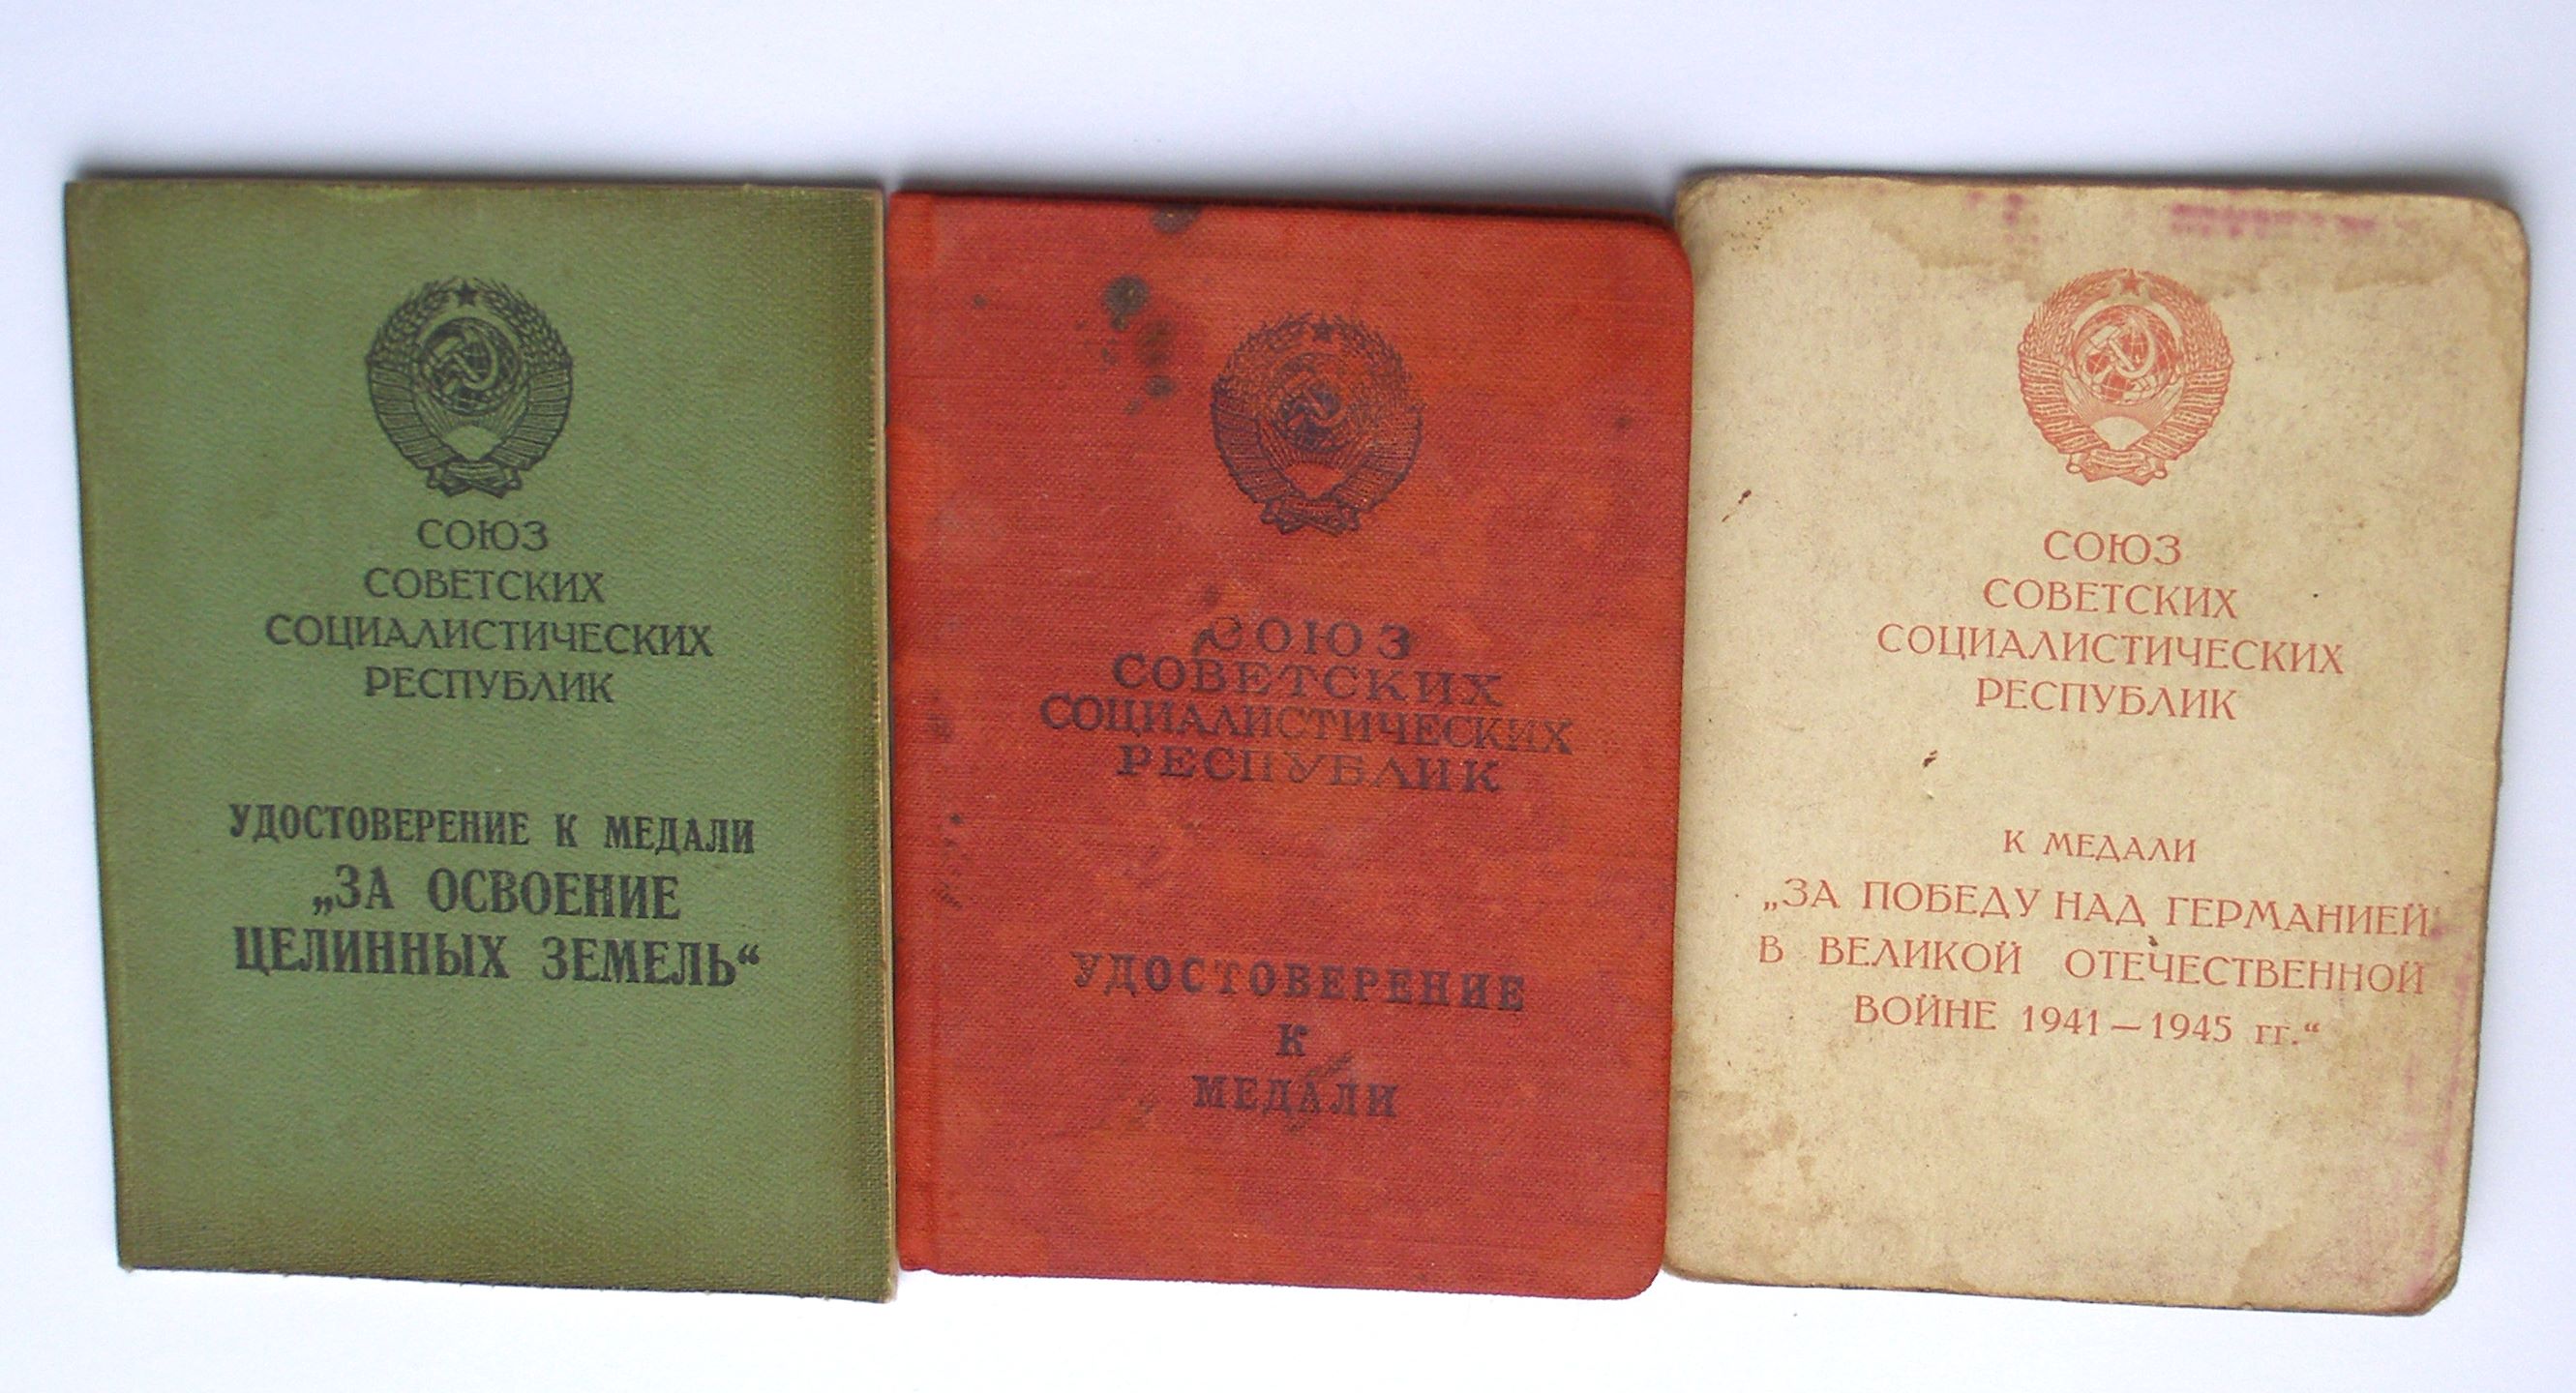 СОЮЗ
СОВЕТСКИХ
СОЦИАЛИСТИЧЕСКИХ
РЕСПУБЛИК
УДОСТОВЕРЕНИЕ К МЕДАЛИ
„ЗА ОСВОЕНИЕ
ЦЕЛИННЫХ ЗЕМЕЛЬ“
СОЮЗ
СОВЕТСКИХ
СОЦИАЛИСТИЧЕСКИХ
РЕСПУБЛИК
УДОСТОВЕРЕНИЕ
К
МЕДАЛИ
СОЮЗ
СОВЕТСКИХ
СОЦИАЛИСТИЧЕСКИХ
РЕСПУБЛИК
К МЕДАЛИ
„ЗА ПОБЕДУ НАД ГЕРМАНИЕЙ
В ВЕЛИКОЙ ОТЕЧЕСТВЕННОЙ
ВОЙНЕ 1941—1945 гг.“